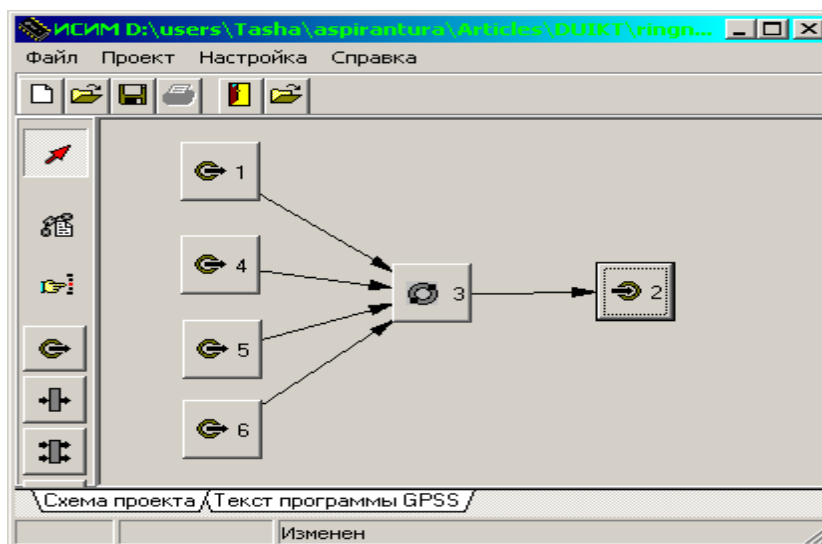 ИСИМ D:\users\Tasha\aspirantura\Articles\DUIKT\ringn...
Файл Проект Настройка Справка
1
4
3
2
5
6
Схема проекта Текст программы GPSS
Изменен